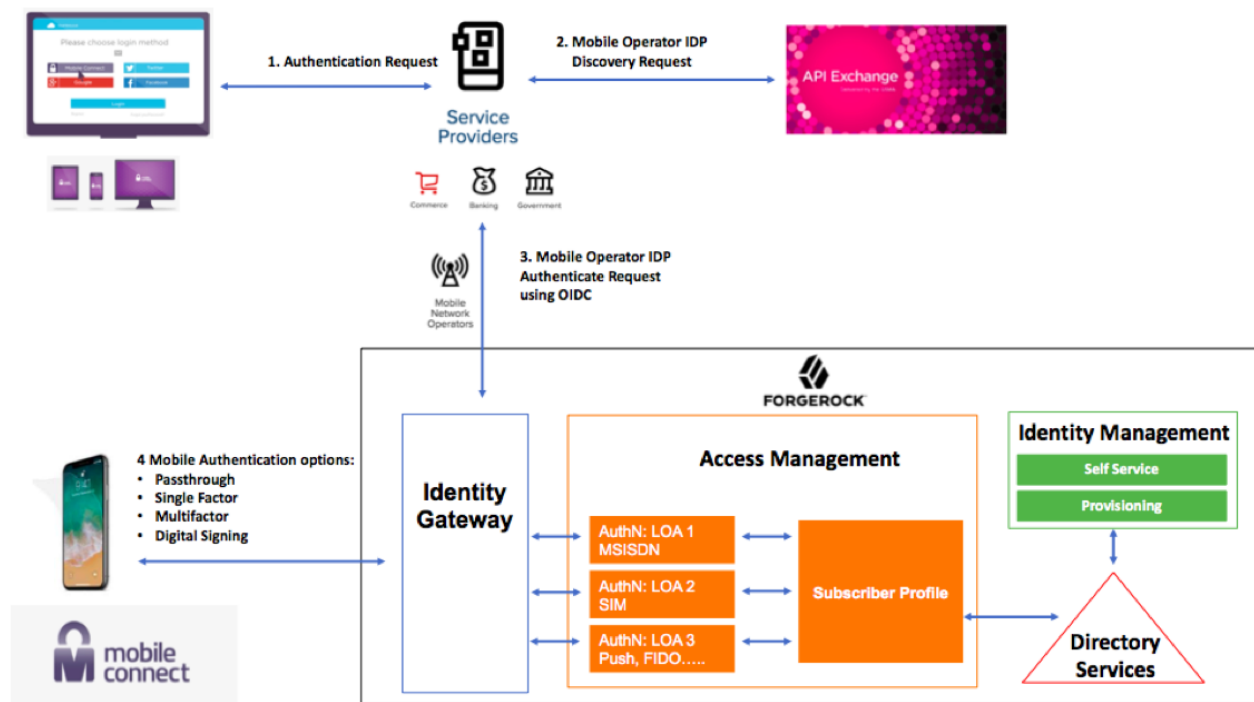 Please choose login method
Mobile Connect
Twitter
Google
Facebook
Login
1. Authentication Request
Service
Providers
2. Mobile Operator IDP
Discovery Request
API Exchange
Commerce
Banking
Government
Mobile
Network
Operators
3. Mobile Operator IDP
Authenticate Request
using OIDC
FORGEROCK
4 Mobile Authentication options:
• Passthrough
• Single Factor
• Multifactor
• Digital Signing
mobile
connect
Identity
Gateway
Access Management
AuthN: LOA 1
MSISDN
AuthN: LOA 2
SIM
AuthN: LOA 3
Push, FIDO.....
Subscriber Profile
Identity Management
Self Service
Provisioning
Directory
Services